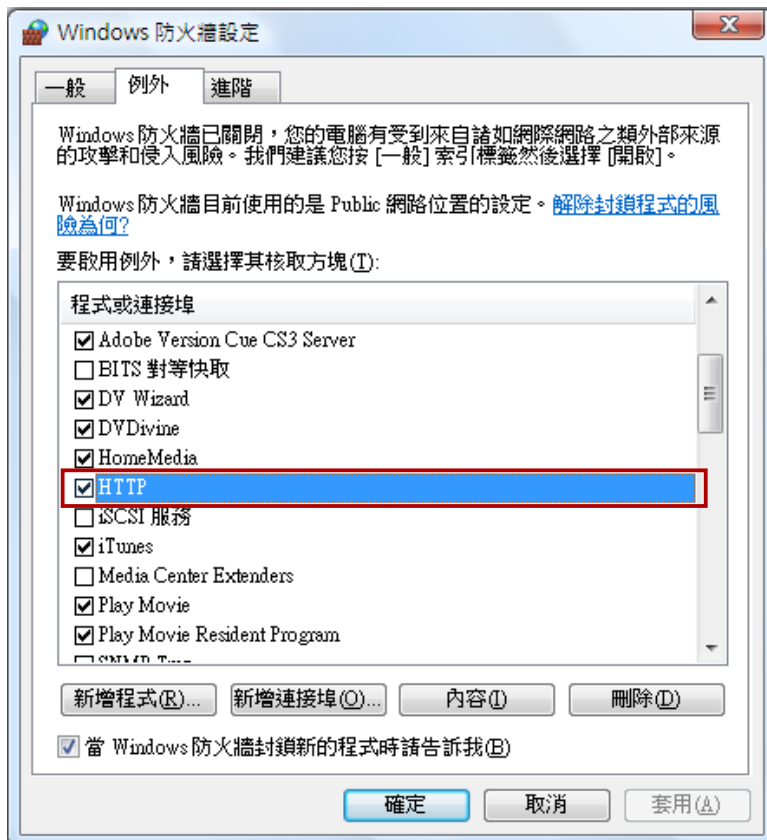 Windows 防火牆設定
一般
例外
進階
Windows 防火牆已關閉，您的電腦有受到來自諸如網際網路之類外部來源
的攻擊和侵入風險。我們建議您按 [一般] 索引標籤然後選擇 [開啟]。
Windows 防火牆目前使用的是 Public 網路位置的設定。解除封鎖程式的風
險為何?
要啟用例外，請選擇其核取方塊(T):
程式或連接埠
Adobe Version Cue CS3 Server
BITS 對等快取
DV Wizard
DVDivine
HomeMedia
HTTP
iSCSI 服務
iTunes
Media Center Extenders
Play Movie
Play Movie Resident Program
新增程式(R)...
新增連接埠(O)...
內容(I)
刪除(D)
當 Windows 防火牆封鎖新的程式時請告訴我(B)
確定
取消
套用(A)